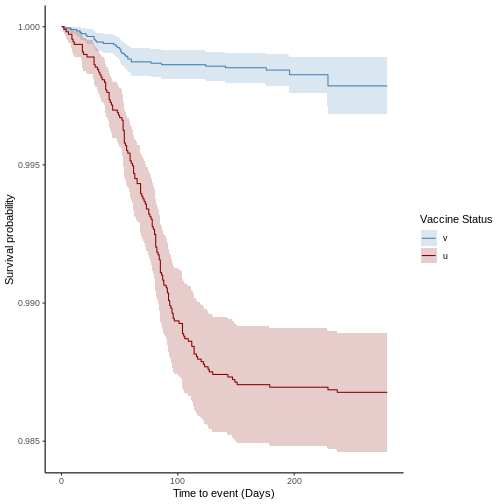 1.000
0.995
0.990
0.985
Survival probability
0
100
200
Time to event (Days)
Vaccine Status
v
u